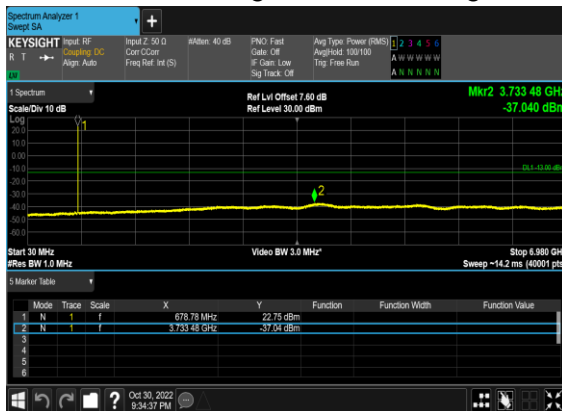 Spectrum Analyzer 1
Swept SA
KEYSIGHT Input: RF Input Z: 50 Ω #Atten: 40 dB PNO: Fast Avg Type: Power (RMS) 1 2 3 4 5 6
R T Coupling: DC Corr CCorr Gate: Off Avg|Hold: 100/100 A W W W W W
Align: Auto Freq Ref: Int (S) IF Gain: Low Trig: Free Run
Sig Track: Off A N N N N N
1 Spectrum Ref Lvl Offset 7.60 dB Mkr2 3.733 48 GHz
Scale/Div 10 dB Ref Level 30.00 dBm -37.040 dBm
Log
20.0
10.0
0.00
-10.0
DL1 -13.00 dBm
-20.0
-30.0
-40.0
-50.0
-60.0
1
2
Start 30 MHz Video BW 3.0 MHz* Stop 6.980 GHz
#Res BW 1.0 MHz Sweep ~14.2 ms (40001 pts)
5 Marker Table
Mode Trace Scale X Y Function Function Width Function Value
1 N 1 f 678.78 MHz 22.75 dBm
2 N 1 f 3.733 48 GHz -37.04 dBm
3
4
5
6
Oct 30, 2022
9:34:37 PM